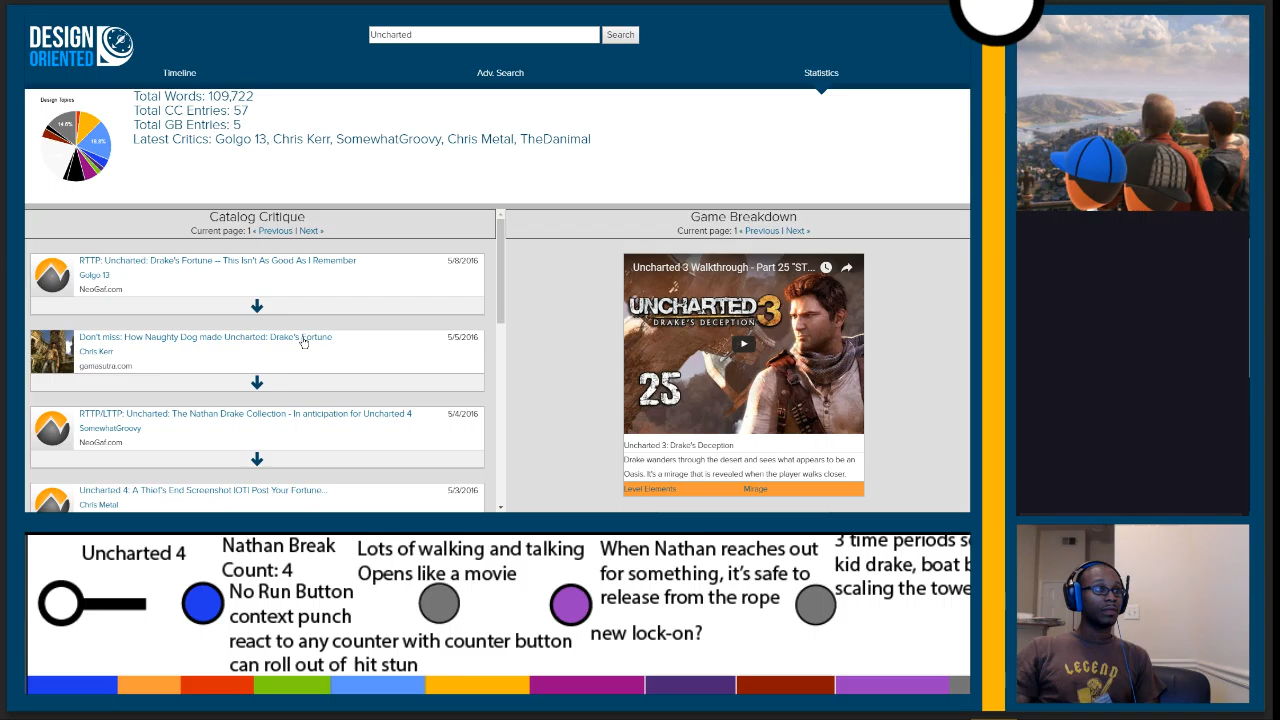 DESIGN
ORIENTED
Uncharted
Search
Timeline
Adv. Search
Statistics
Design Topics
14.6%
18.8%
Total Words: 109,722
Total CC Entries: 57
Total GB Entries: 5
Latest Critics: Golgo 13, Chris Kerr, SomewhatGroovy, Chris Metal, TheDanimal
Catalog Critique
Current page: 1 « Previous | Next »
RTTP: Uncharted: Drake's Fortune -- This Isn't As Good As I Remember
5/8/2016
Golgo 13
NeoGaf.com
Don't miss: How Naughty Dog made Uncharted: Drake's Fortune
5/5/2016
Chris Kerr
gamasutra.com
RTTP/LTTP: Uncharted: The Nathan Drake Collection - In anticipation for Uncharted 4
5/4/2016
SomewhatGroovy
NeoGaf.com
Uncharted 4: A Thief's End Screenshot |OT| Post Your Fortune...
5/3/2016
Chris Metal
Game Breakdown
Current page: 1 « Previous | Next »
Uncharted 3 Walkthrough - Part 25 "ST...
UNCHARTED 3
DRAKE'S DECEPTION
25
Uncharted 3: Drake's Deception
Drake wanders through the desert and sees what appears to be an
Oasis. It's a mirage that is revealed when the player walks closer.
Level Elements
Mirage
Uncharted 4
Nathan Break
Count: 4
No Run Button
context punch
react to any counter with counter button
can roll out of hit stun
Lots of walking and talking
Opens like a movie
When Nathan reaches out
for something, it's safe to
release from the rope
new lock-on?
3 time periods s
kid drake, boat b
scaling the towe
LEGEND